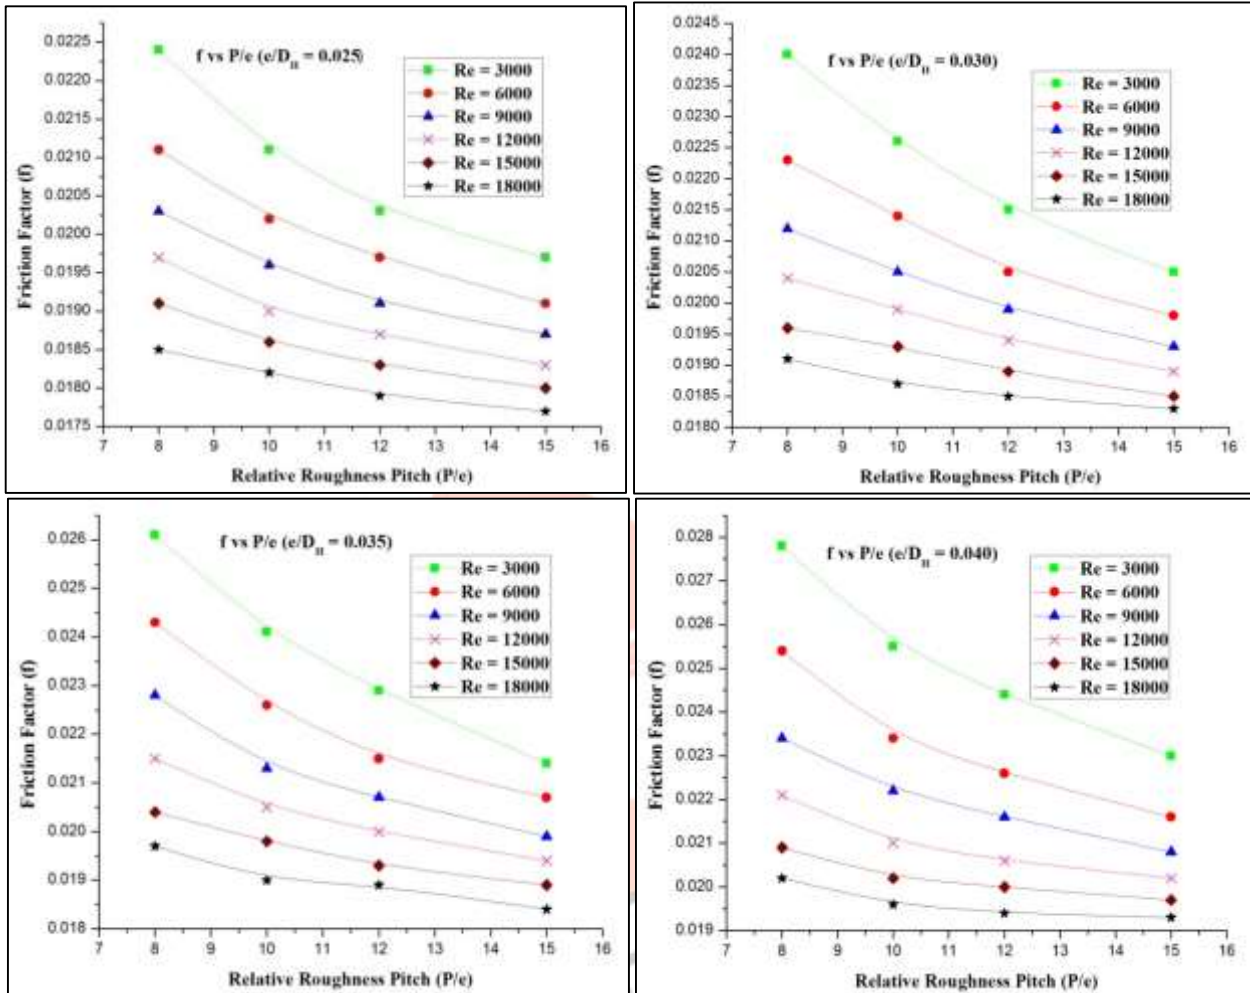 f vs P/e (e/D_H = 0.025)
Re = 3000
Re = 6000
Re = 9000
Re = 12000
Re = 15000
Re = 18000
Friction Factor (f)
0.0225
0.0220
0.0215
0.0210
0.0205
0.0200
0.0195
0.0190
0.0185
0.0180
0.0175
7 8 9 10 11 12 13 14 15 16
Relative Roughness Pitch (P/e)
f vs P/e (e/D_H = 0.030)
Re = 3000
Re = 6000
Re = 9000
Re = 12000
Re = 15000
Re = 18000
Friction Factor (f)
0.0245
0.0240
0.0235
0.0230
0.0225
0.0220
0.0215
0.0210
0.0205
0.0200
0.0195
0.0190
0.0185
0.0180
7 8 9 10 11 12 13 14 15 16
Relative Roughness Pitch (P/e)
f vs P/e (e/D_H = 0.035)
Re = 3000
Re = 6000
Re = 9000
Re = 12000
Re = 15000
Re = 18000
Friction Factor (f)
0.026
0.025
0.024
0.023
0.022
0.021
0.020
0.019
0.018
7 8 9 10 11 12 13 14 15 16
Relative Roughness Pitch (P/e)
f vs P/e (e/D_H = 0.040)
Re = 3000
Re = 6000
Re = 9000
Re = 12000
Re = 15000
Re = 18000
Friction Factor (f)
0.028
0.027
0.026
0.025
0.024
0.023
0.022
0.021
0.020
0.019
7 8 9 10 11 12 13 14 15 16
Relative Roughness Pitch (P/e)